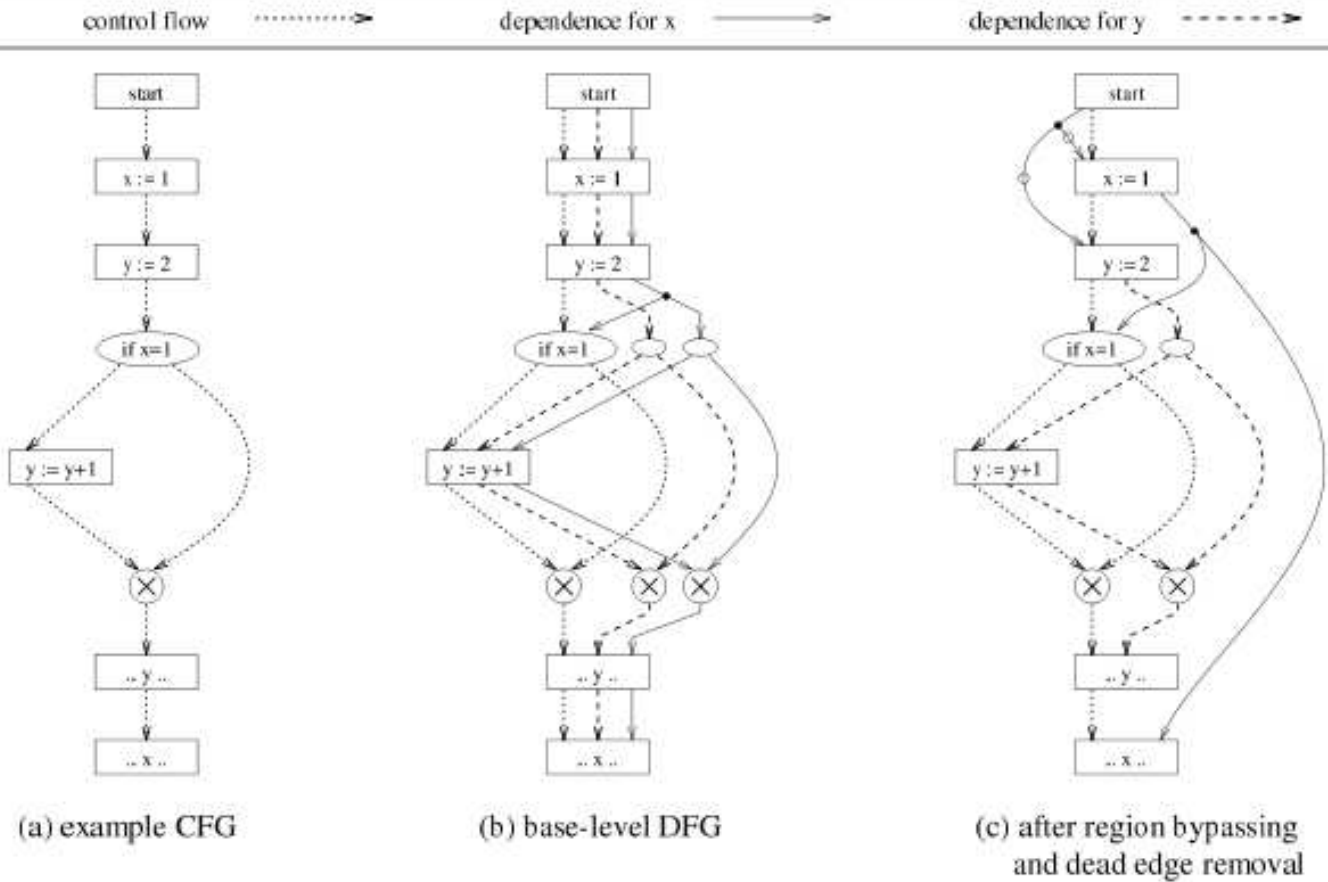 control flow
dependence for x
dependence for y
start
x := 1
y := 2
if x=1
y := y+1
.. y ..
.. x ..
(a) example CFG
start
x := 1
y := 2
if x=1
y := y+1
.. y ..
.. x ..
(b) base-level DFG
start
x := 1
y := 2
if x=1
y := y+1
.. y ..
.. x ..
(c) after region bypassing
and dead edge removal